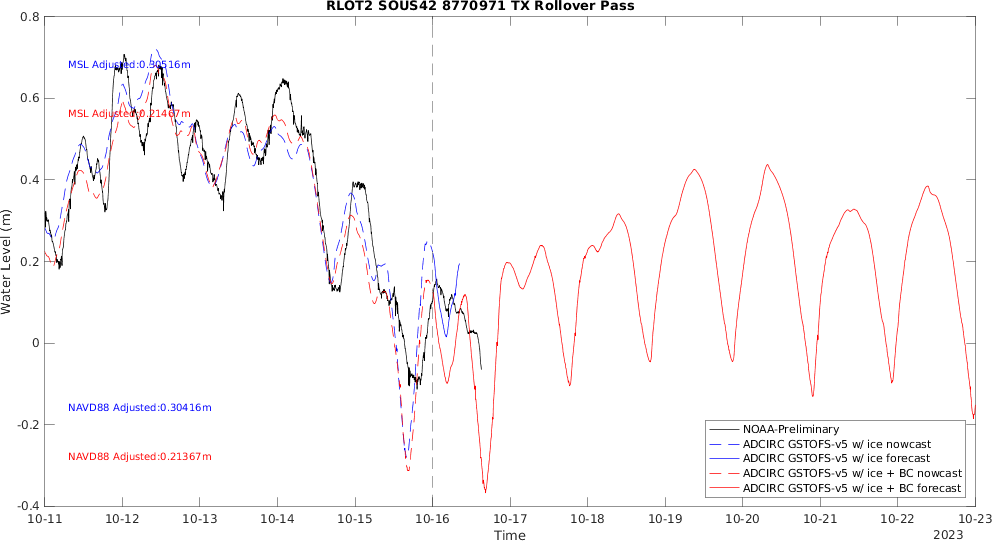 RLOT2 SOUS42 8770971 TX Rollover Pass
0.8
0.6
0.4
0.2
0
-0.2
-0.4
Water Level (m)
MSL Adjusted:0.30516m
MSL Adjusted:0.21467m
NAVD88 Adjusted:0.30416m
NAVD88 Adjusted:0.21367m
NOAA-Preliminary
ADCIRC GSTOFS-v5 w/ ice nowcast
ADCIRC GSTOFS-v5 w/ ice forecast
ADCIRC GSTOFS-v5 w/ ice + BC nowcast
ADCIRC GSTOFS-v5 w/ ice + BC forecast
10-11 10-12 10-13 10-14 10-15 10-16 10-17 10-18 10-19 10-20 10-21 10-22 10-23
Time
2023